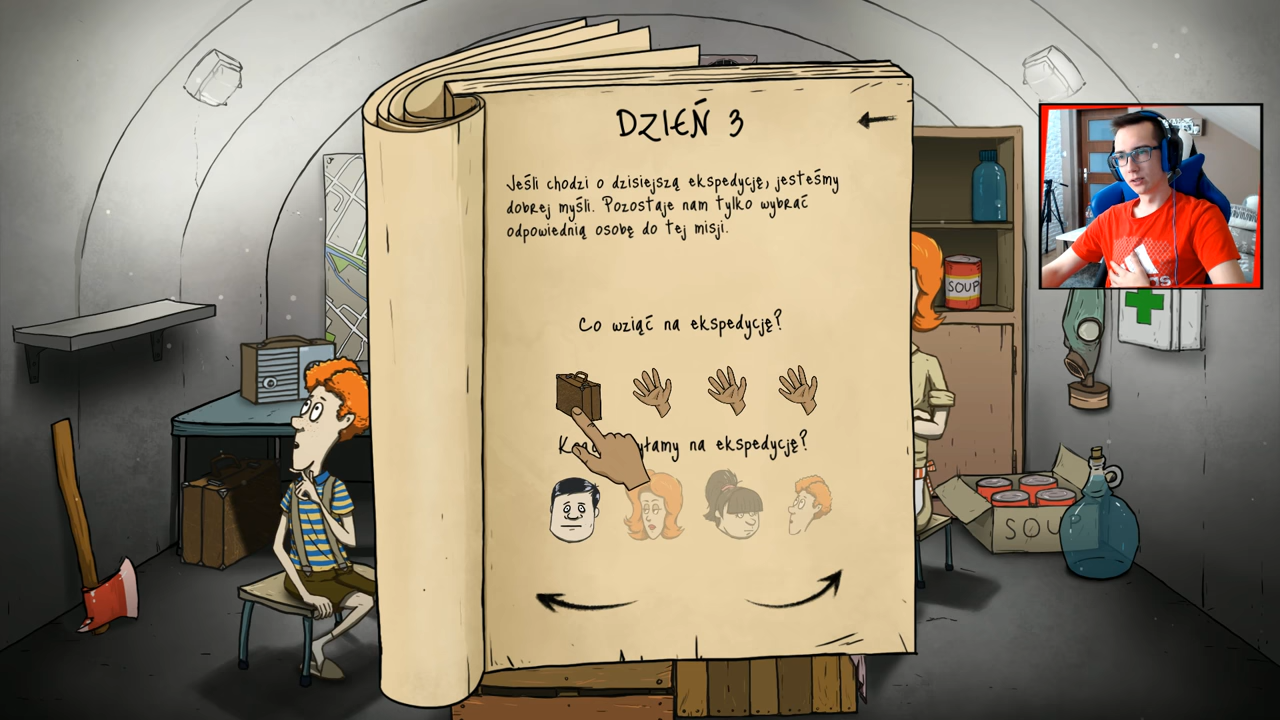 DZIEŃ 3
Jeśli chodzi o dzisiejszą ekspedycję, jesteśmy
dobrej myśli. Pozostaje nam tylko wybrać
odpowiednią osobę do tej misji.
Co wziąć na ekspedycję?
na ekspedycję?
SOUP
SOUP